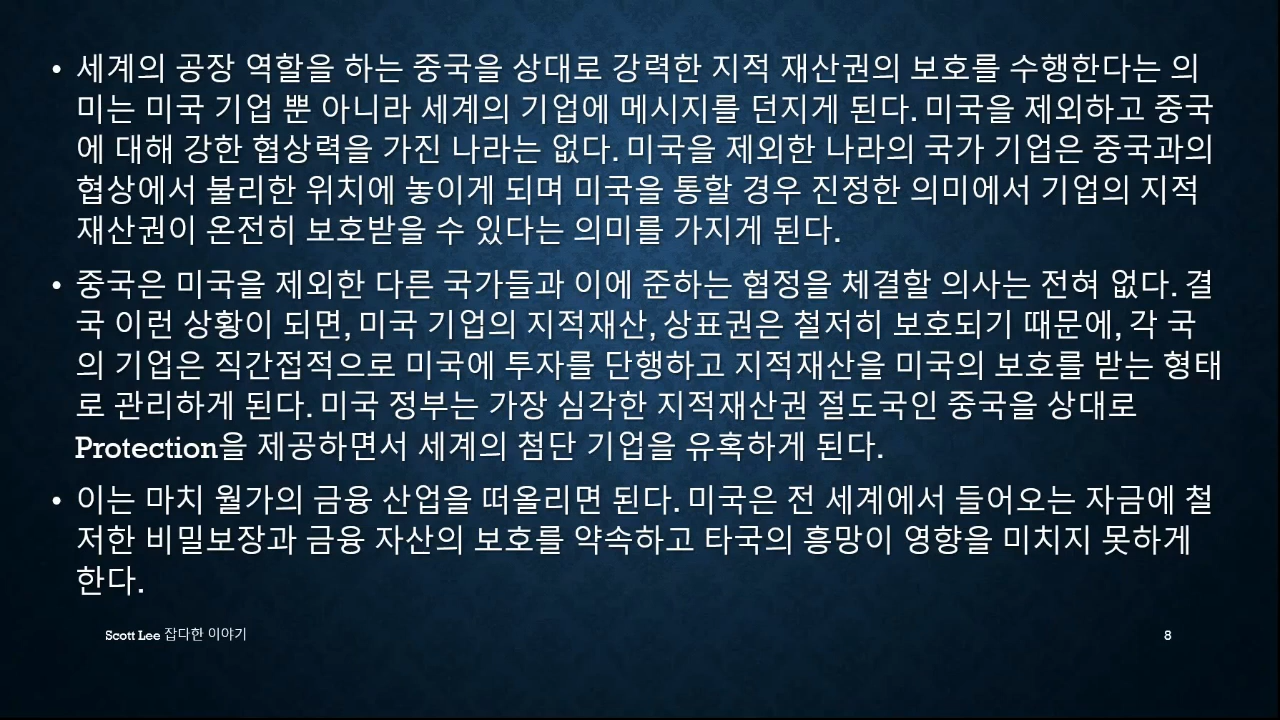 • 세계의 공장 역할을 하는 중국을 상대로 강력한 지적 재산권의 보호를 수행한다는 의
미는 미국 기업 뿐 아니라 세계의 기업에 메시지를 던지게 된다. 미국을 제외하고 중국
에 대해 강한 협상력을 가진 나라는 없다. 미국을 제외한 나라의 국가 기업은 중국과의
협상에서 불리한 위치에 놓이게 되며 미국을 통할 경우 진정한 의미에서 기업의 지적
재산권이 온전히 보호받을 수 있다는 의미를 가지게 된다.
• 중국은 미국을 제외한 다른 국가들과 이에 준하는 협정을 체결할 의사는 전혀 없다. 결
국 이런 상황이 되면, 미국 기업의 지적재산, 상표권은 철저히 보호되기 때문에, 각 국
의 기업은 직간접적으로 미국에 투자를 단행하고 지적재산을 미국의 보호를 받는 형태
로 관리하게 된다. 미국 정부는 가장 심각한 지적재산권 절도국인 중국을 상대로
Protection을 제공하면서 세계의 첨단 기업을 유혹하게 된다.
• 이는 마치 월가의 금융 산업을 떠올리면 된다. 미국은 전 세계에서 들어오는 자금에 철
저한 비밀보장과 금융 자산의 보호를 약속하고 타국의 흥망이 영향을 미치지 못하게
한다.
Scott Lee 잡다한 이야기
8